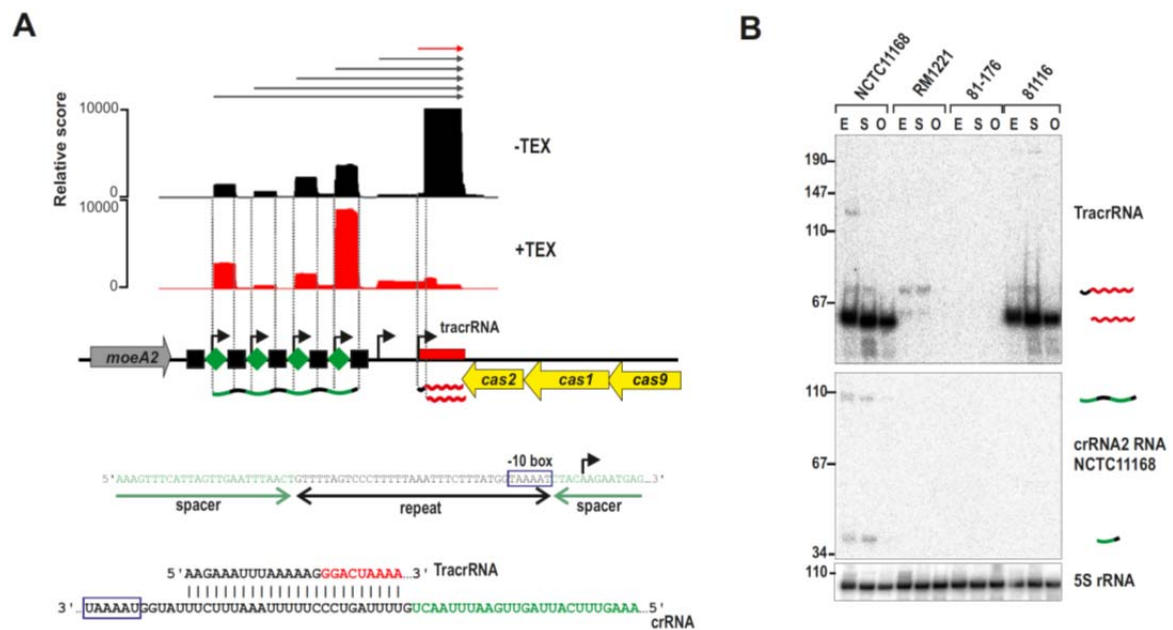 A
Relative score
10000
0
-TEX
10000
0
+TEX
tracrRNA
moeA2
cas2
cas1
cas9
-10 box
5'AAAGTTTCATTAGTTGAATTTAACTGTTTTAGTCCCTTTTTAAATTTCTTTATGGTAAAATCTACAAGAATGAG...3'
spacer
repeat
spacer
5'AAGAAAUUUAAAAAGGGACUAAAA...3' TracrRNA
3'..UAAAAUGGUAUUUCUUUAAAUUUUUCCCUGAUUUUGUCAAUUUAAGUUGAUUACUUUGAAA...5'
crRNA
B
NCTC11168
RM1221
81-176
81116
E S O E S O E S O E S O
190
147
110
67
TracrRNA
110
67
34
crRNA2 RNA
NCTC11168
110
5S rRNA